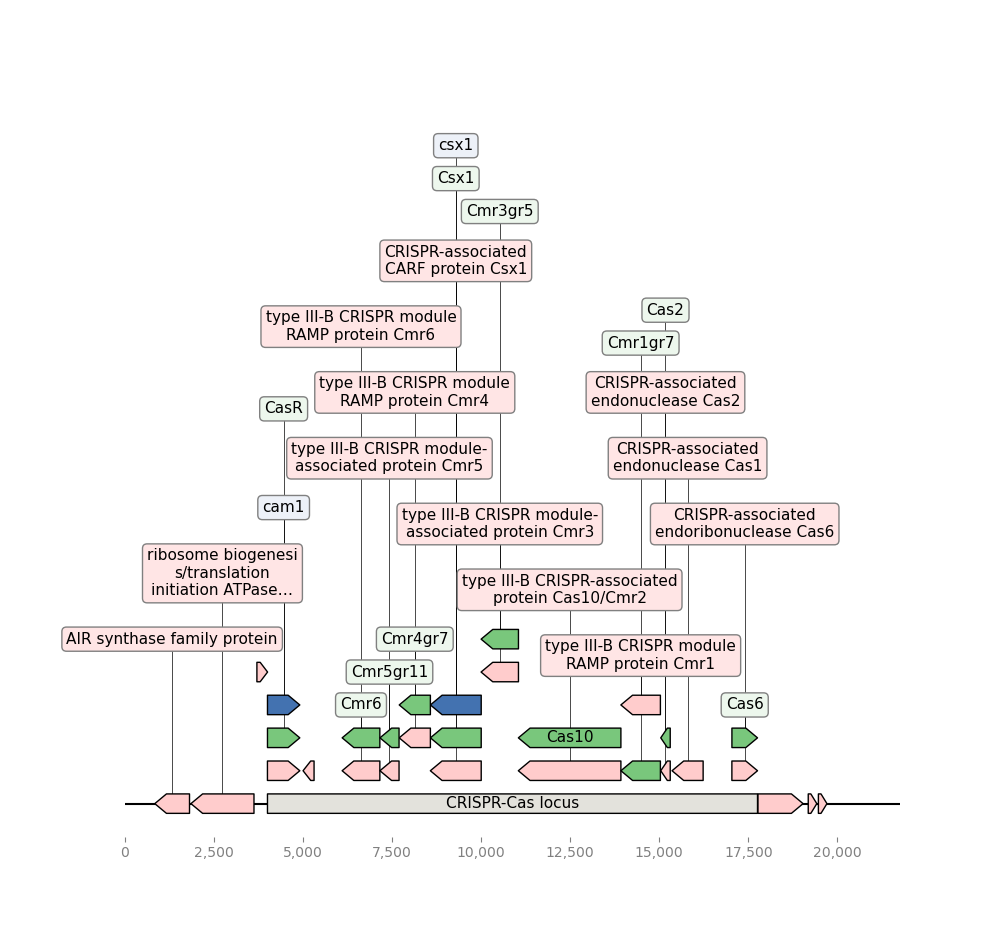 csx1
Csx1
Cmr3gr5
CRISPR-associated
CARF protein Csx1
Cas2
type III-B CRISPR module
RAMP protein Cmr6
Cmr1gr7
type III-B CRISPR module
RAMP protein Cmr4
CRISPR-associated
endonuclease Cas2
CasR
type III-B CRISPR module-
associated protein Cmr5
CRISPR-associated
endonuclease Cas1
cam1
type III-B CRISPR module-
associated protein Cmr3
CRISPR-associated
endoribonuclease Cas6
ribosome biogenesi
s/translation
initiation ATPase...
type III-B CRISPR-associated
protein Cas10/Cmr2
AIR synthase family protein
Cmr4gr7
type III-B CRISPR module
RAMP protein Cmr1
Cmr5gr11
Cmr6
Cas6
Cas10
CRISPR-Cas locus
0
2,500
5,000
7,500
10,000
12,500
15,000
17,500
20,000